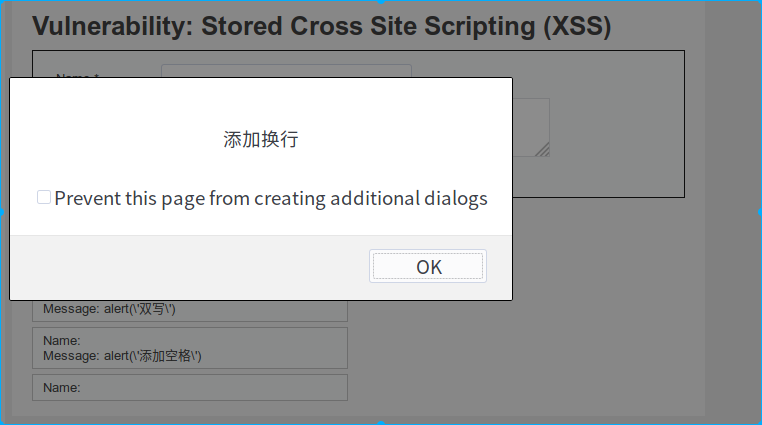 Vulnerability: Stored Cross Site Scripting (XSS)
Name *
添加换行
Prevent this page from creating additional dialogs
OK
Message: alert(\'双写\')
Name:
Message: alert(\'添加空格\')
Name: